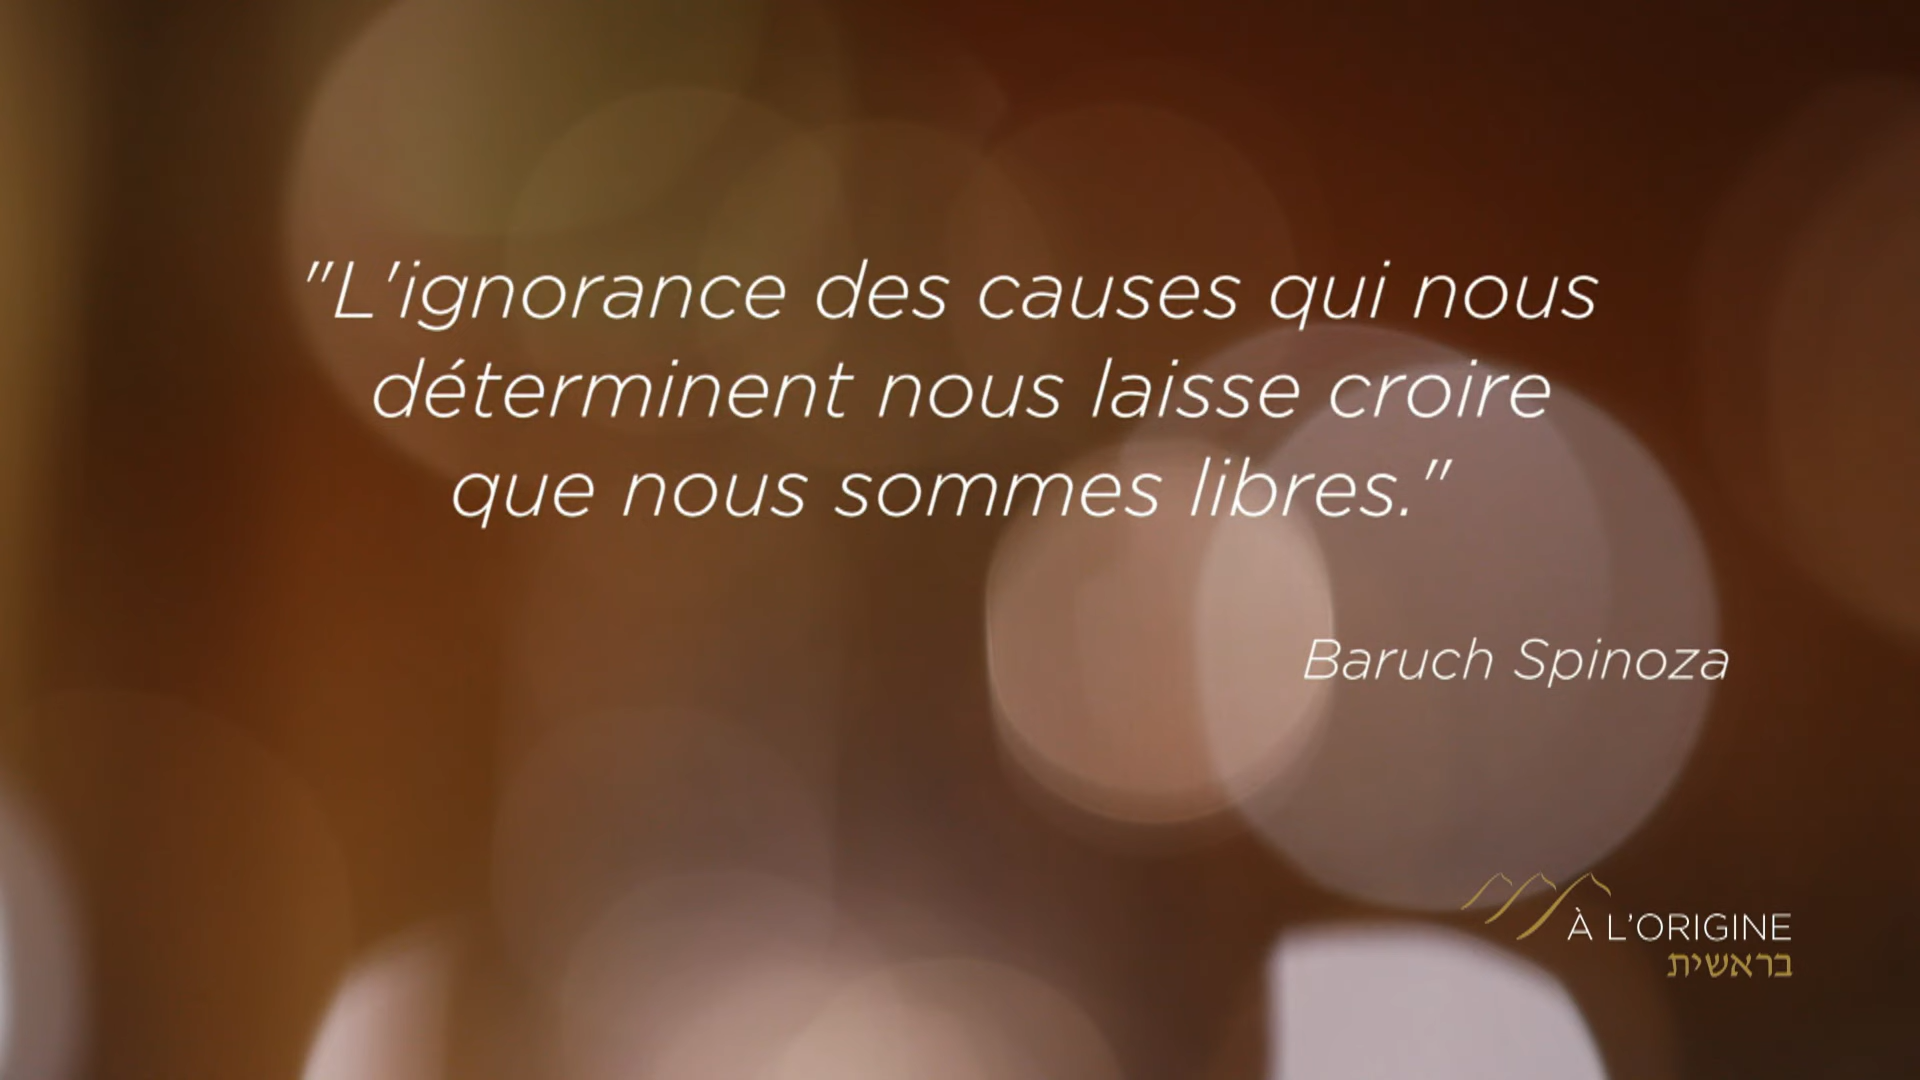 "L'ignorance des causes qui nous
déterminent nous laisse croire
que nous sommes libres."
Baruch Spinoza
À L'ORIGINE
בראשית